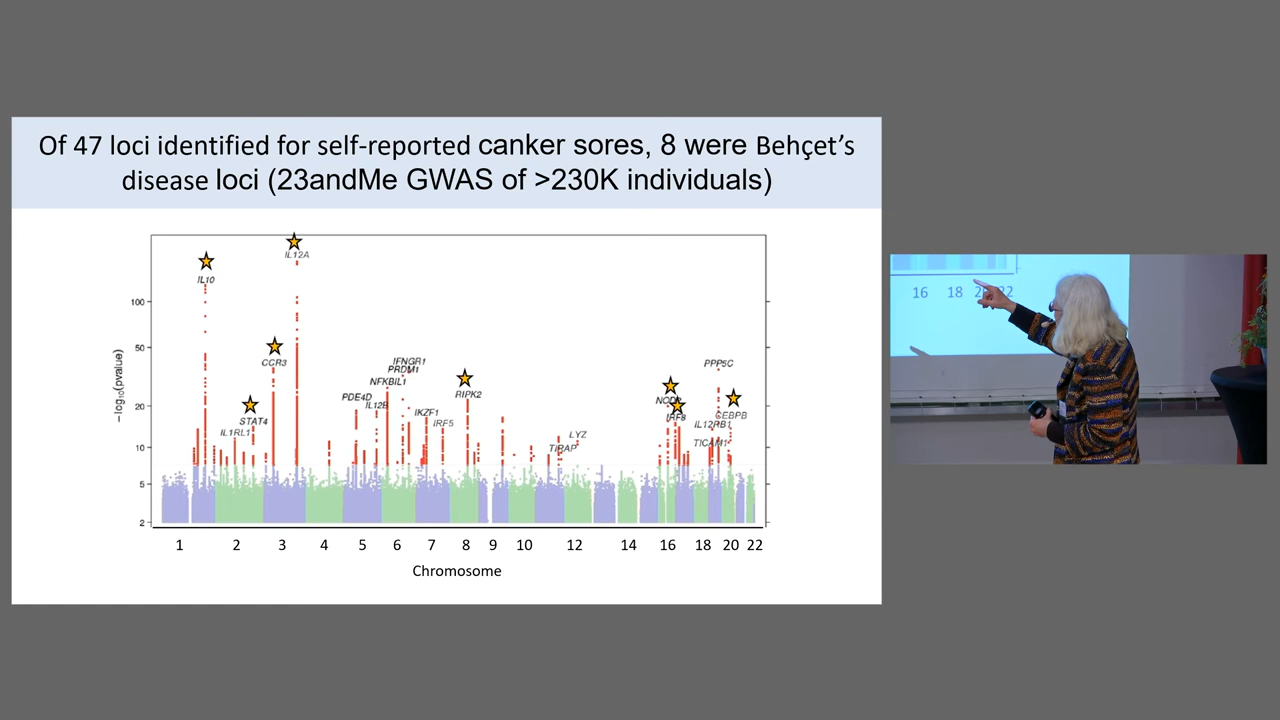 Of 47 loci identified for self-reported canker sores, 8 were Behçet's
disease loci (23andMe GWAS of >230K individuals)
IL12A
IL10
100
50
CCR3
IFNGR1
PRDM1
PPP5C
NFKBIL1
RIPK2
PDE4D
IL12B
20
IKZF1
STAT4
IRF5
IRF8
CEBPB
IL12RB1
IL1RL1
LYZ
TIRAP
TICAM1
10
5
2
−log₁₀(pvalue)
1 2 3 4 5 6 7 8 9 10 12 14 16 18 20 22
Chromosome
16 18 22